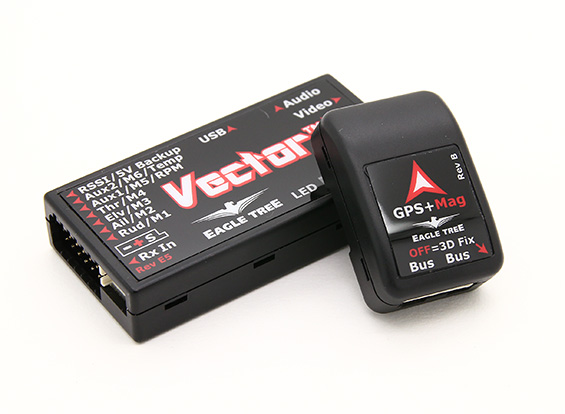 RSSI/5V Backup
Aux2/M6/Temp
Aux1/M5/RPM
Thr/M4
Elv/M3
Ail/M2
Rud/M1
- + S
Rx In
Rev E5
USB
Audio
Video
Vector
EAGLE TREE
LED
Rev B
GPS+Mag
EAGLE TREE
OFF=3D Fix
Bus Bus